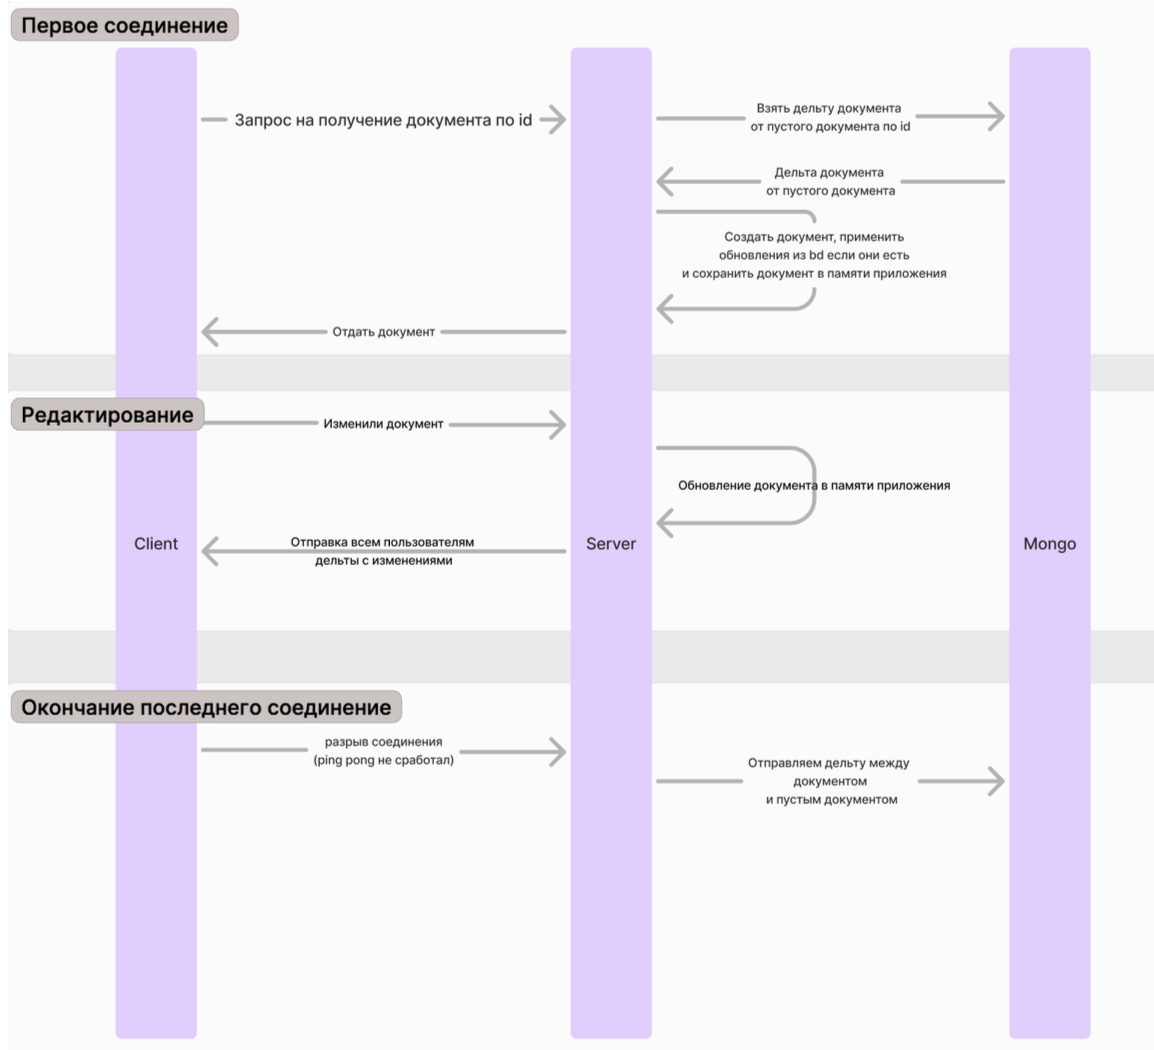 Первое соединение
Запрос на получение документа по id
Взять дельту документа
от пустого документа по id
Дельта документа
от пустого документа
Создать документ, применить
обновления из bd если они есть
и сохранить документ в памяти приложения
Отдать документ
Редактирование
Изменили документ
Обновление документа в памяти приложения
Client
Отправка всем пользователям
дельты с изменениями
Server
Mongo
Окончание последнего соединение
разрыв соединения
(ping pong не сработал)
Отправляем дельту между
документом
и пустым документом